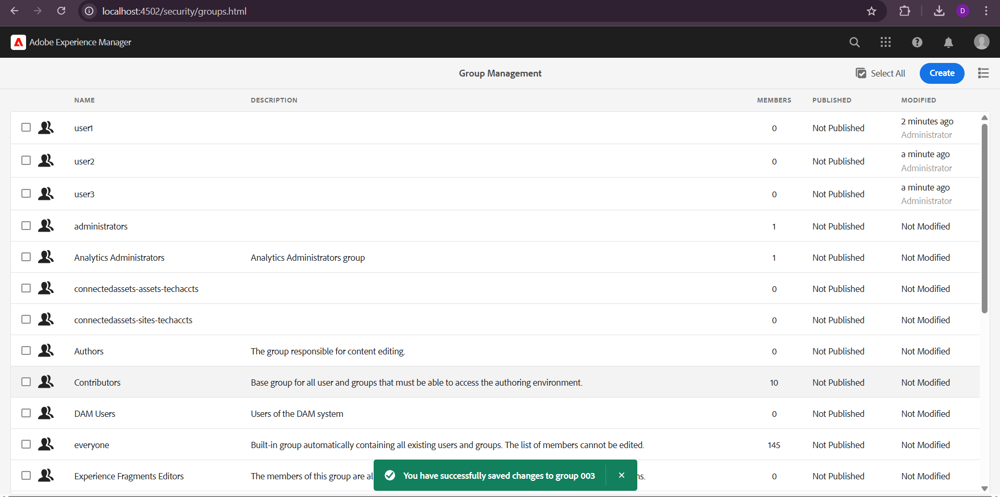 localhost:4502/security/groups.html
D
Adobe Experience Manager
Group Management
Select All
Create
NAME DESCRIPTION MEMBERS PUBLISHED MODIFIED
user1 0 Not Published 2 minutes ago
Administrator
user2 0 Not Published a minute ago
Administrator
user3 0 Not Published a minute ago
Administrator
administrators 1 Not Published Not Modified
Analytics Administrators Analytics Administrators group 1 Not Published Not Modified
connectedassets-assets-techaccts 0 Not Published Not Modified
connectedassets-sites-techaccts 0 Not Published Not Modified
Authors The group responsible for content editing. 0 Not Published Not Modified
Contributors Base group for all user and groups that must be able to access the authoring environment. 10 Not Published Not Modified
DAM Users Users of the DAM system 0 Not Published Not Modified
everyone Built-in group automatically containing all existing users and groups. The list of members cannot be edited. 145 Not Published Not Modified
Experience Fragments Editors The members of this group are 0 Not Published Not Modified
You have successfully saved changes to group 003